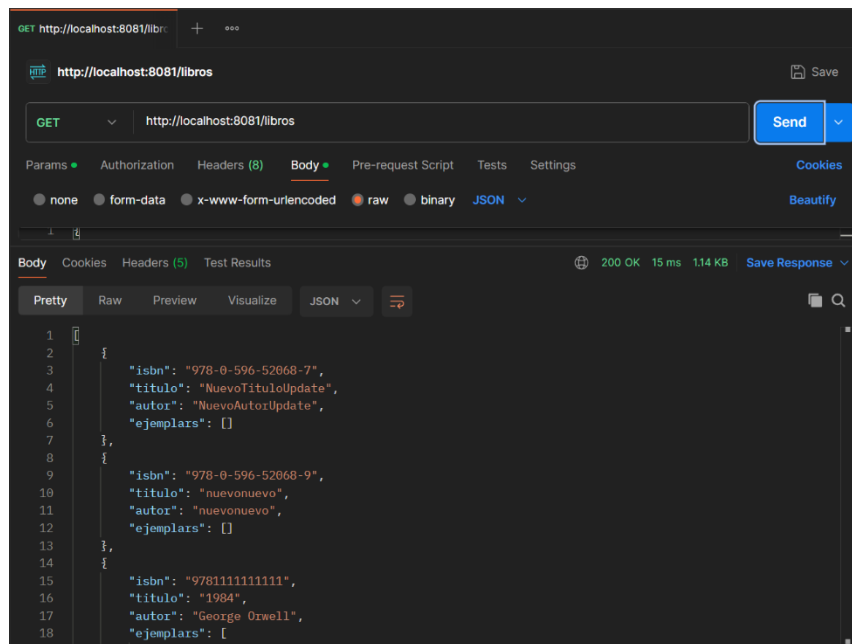 GET http://localhost:8081/libro
HTTP http://localhost:8081/libros
Save
GET http://localhost:8081/libros Send
Params Authorization Headers (8) Body Pre-request Script Tests Settings Cookies
none form-data x-www-form-urlencoded raw binary JSON Beautify
1 {
Body Cookies Headers (5) Test Results 200 OK 15 ms 1.14 KB Save Response
Pretty Raw Preview Visualize JSON
1 [
2 {
3 "isbn": "978-0-596-52068-7",
4 "titulo": "NuevoTituloUpdate",
5 "autor": "NuevoAutorUpdate",
6 "ejemplars": []
7 },
8 {
9 "isbn": "978-0-596-52068-9",
10 "titulo": "nuevonuevo",
11 "autor": "nuevonuevo",
12 "ejemplars": []
13 },
14 {
15 "isbn": "9781111111111",
16 "titulo": "1984",
17 "autor": "George Orwell",
18 "ejemplars": [